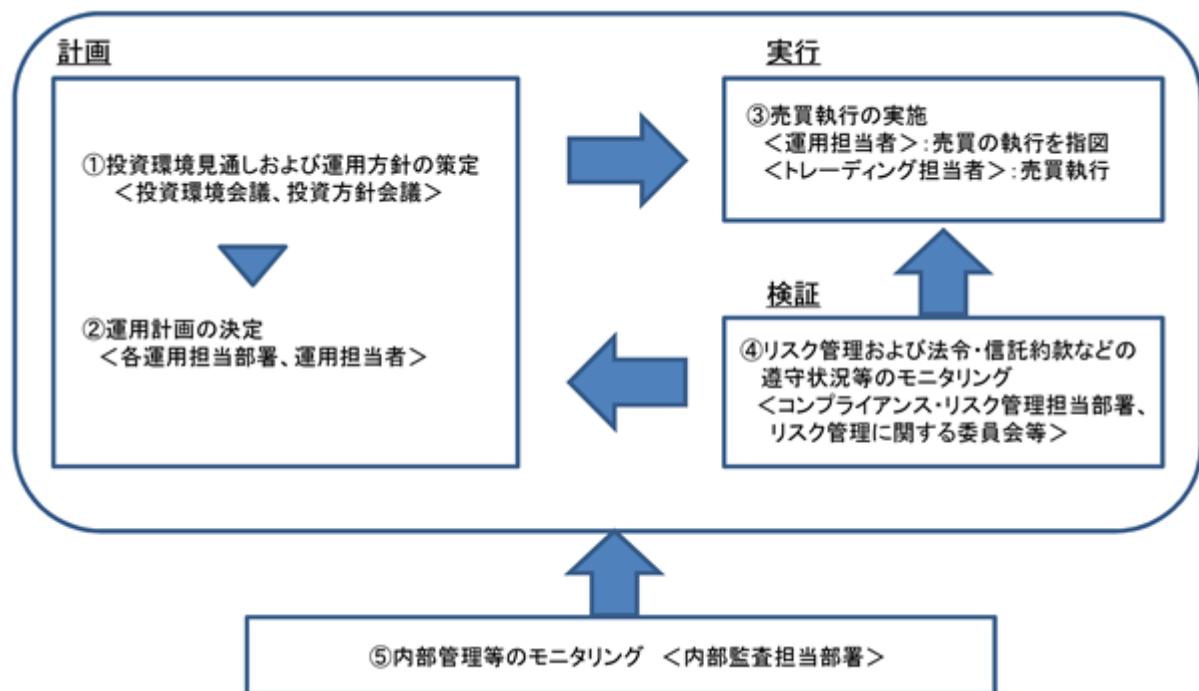 計画
①投資環境見通しおよび運用方針の策定
＜投資環境会議、投資方針会議＞
②運用計画の決定
＜各運用担当部署、運用担当者＞
実行
③売買執行の実施
＜運用担当者＞：売買の執行を指図
＜トレーディング担当者＞：売買執行
検証
④リスク管理および法令・信託約款などの
遵守状況等のモニタリング
＜コンプライアンス・リスク管理担当部署、
リスク管理に関する委員会等＞
⑤内部管理等のモニタリング ＜内部監査担当部署＞